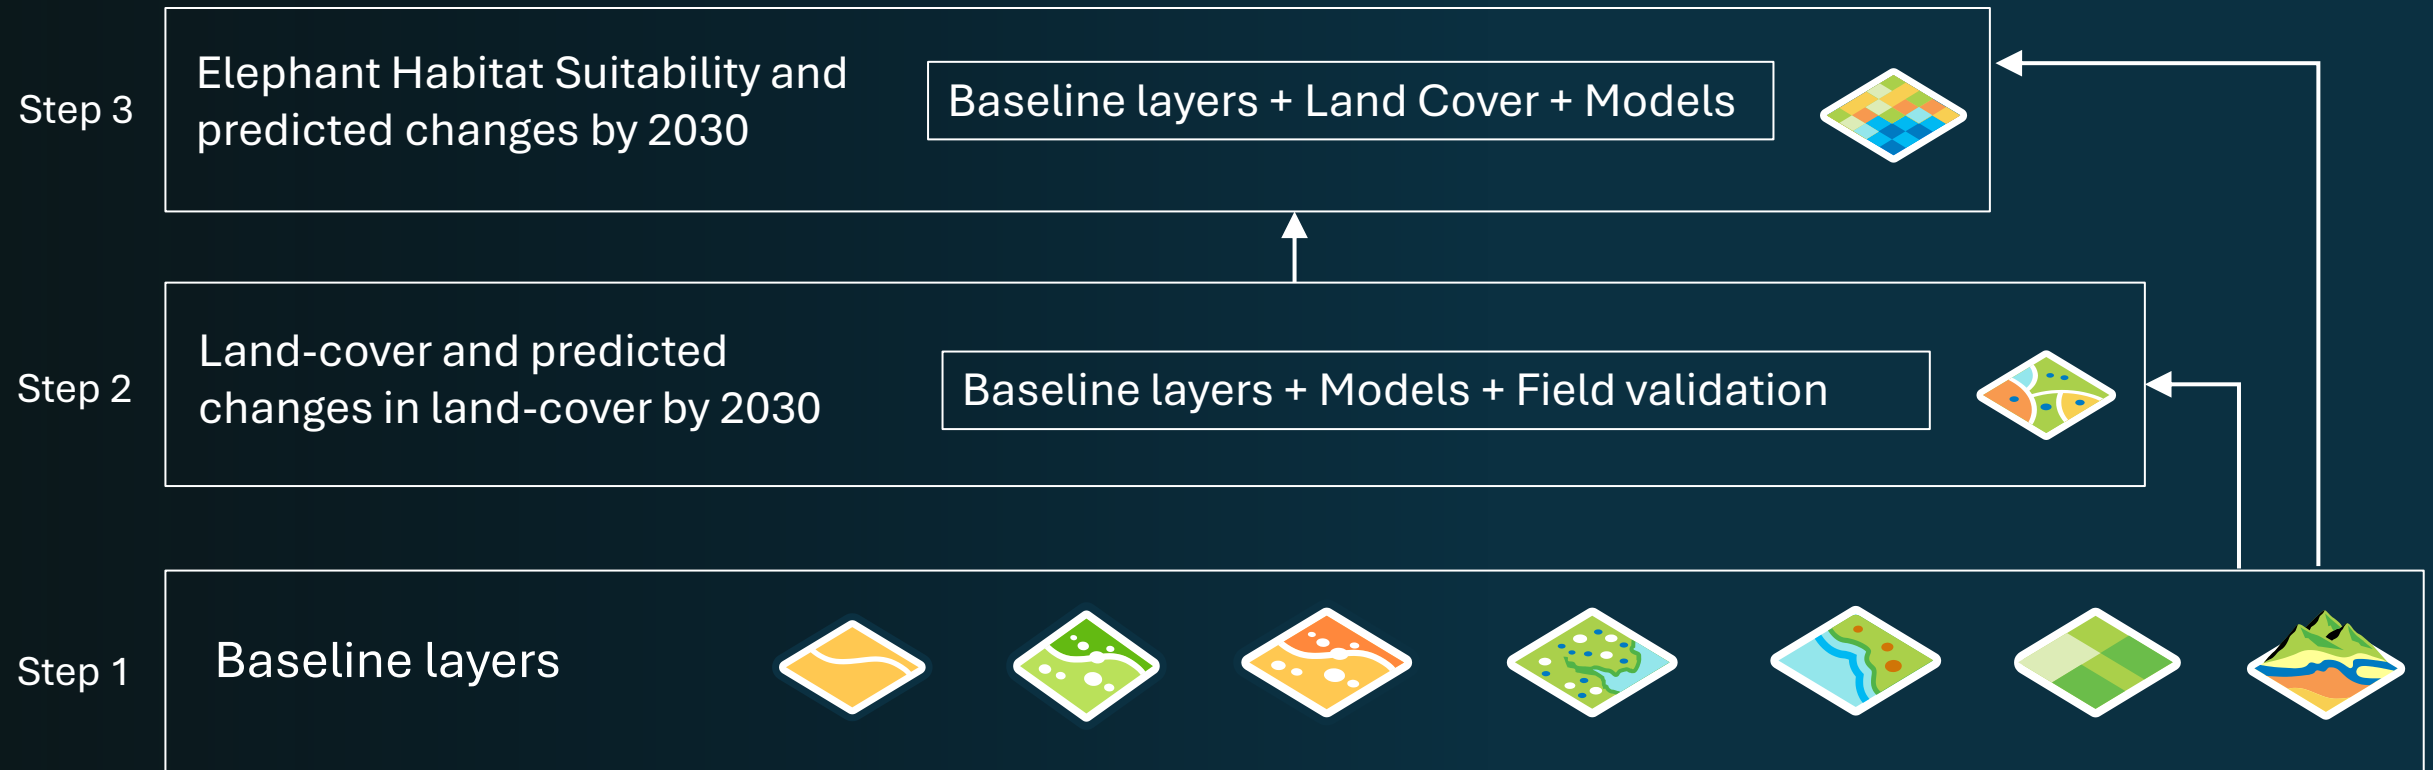 Step 3
Elephant Habitat Suitability and
predicted changes by 2030
Baseline layers + Land Cover + Models
Step 2
Land-cover and predicted
changes in land-cover by 2030
Baseline layers + Models + Field validation
Step 1
Baseline layers